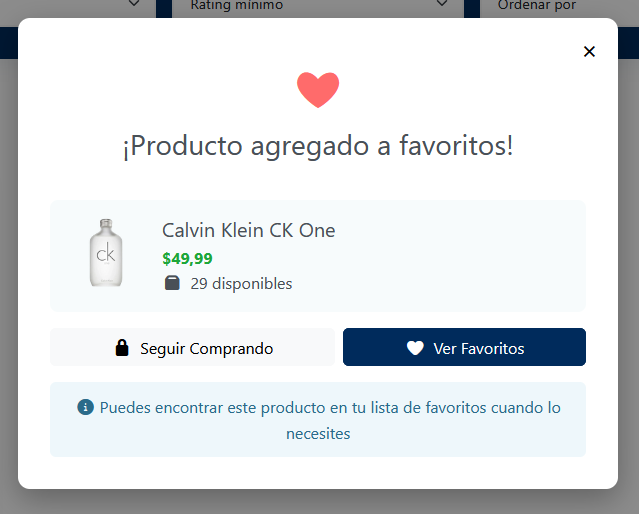 Rating mínimo
Ordenar por
¡Producto agregado a favoritos!
ck
Calvin Klein CK One
$49,99
29 disponibles
Seguir Comprando
Ver Favoritos
Puedes encontrar este producto en tu lista de favoritos cuando lo
necesites